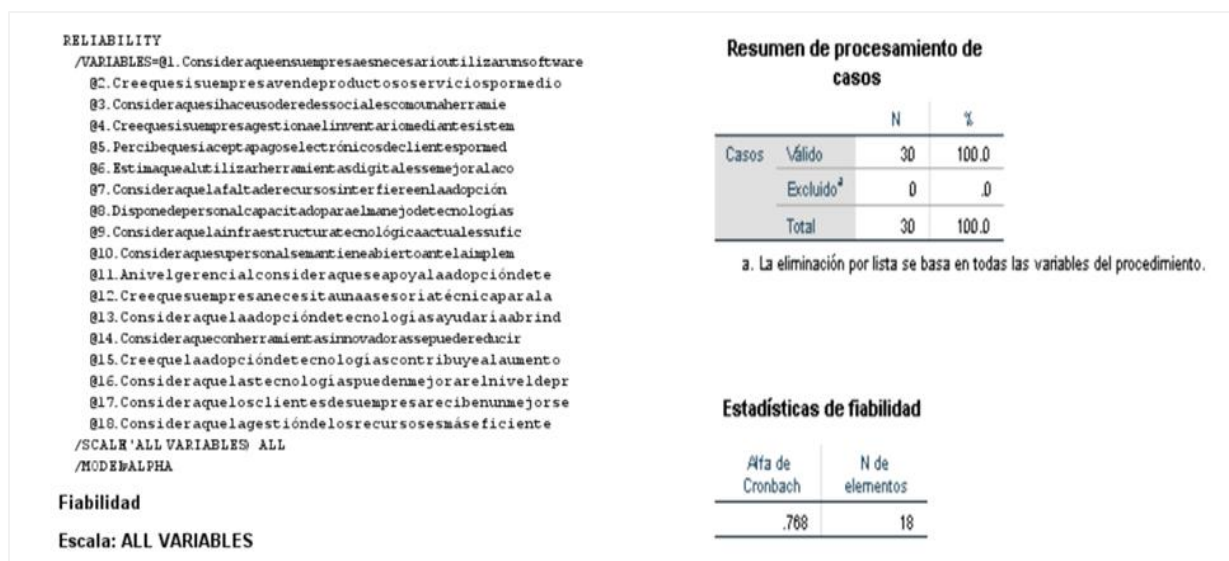 RELIABILITY
/VARIABLES=@1.Consideraqueensuempresaesnecesarioutilizarunsoftware
@2.Creequesisuempresavendeproductososerviciospormedio
@3.Consideraquesihaceusoderedessocialescomounaherramie
@4.Creequesisuempresagestionaelinventariomediantesistem
@5.Percibequesiaceptapagoselectrónicosdeclientespormed
@6.Estimaquealutilizarherramientasdigitalessemejoralaco
@7.Consideraquelafaltaderecursosinterfiereenlaadopción
@8.Disponedepersonalcapacitadoparaelmanejodetecnologías
@9.Consideraquelainfraestructuratecnológicaactualessufic
@10.Consideraquesupersonalsemantieneabiertoantelaimplem
@11.Anivelgerencialconsideraqueseapoyalaadopcióndete
@12.Creequesuempresanecesitaunaasesoriatécnicaparala
@13.Consideraquelaadopcióndetecnologíasayudaríaabrind
@14.Consideraqueconherramientasinnovadorassepuedereducir
@15.Creequelaadopcióndetecnologíascontribuyealaumento
@16.Consideraquelastecnologíaspuedenmejorarelniveldepr
@17.Consideraquelosclientesdesuempresarecibenunmejorse
@18.Consideraquelagestióndelosrecursosesmáseficiente
/SCALE'ALL VARIABLES) ALL
/MODEL=ALPHA
Fiabilidad
Escala: ALL VARIABLES
Resumen de procesamiento de
casos
N %
Casos Válido 30 100.0
Excluido^a 0 .0
Total 30 100.0
a. La eliminación por lista se basa en todas las variables del procedimiento.
Estadísticas de fiabilidad
Alfa de Cronbach N de elementos
.768 18